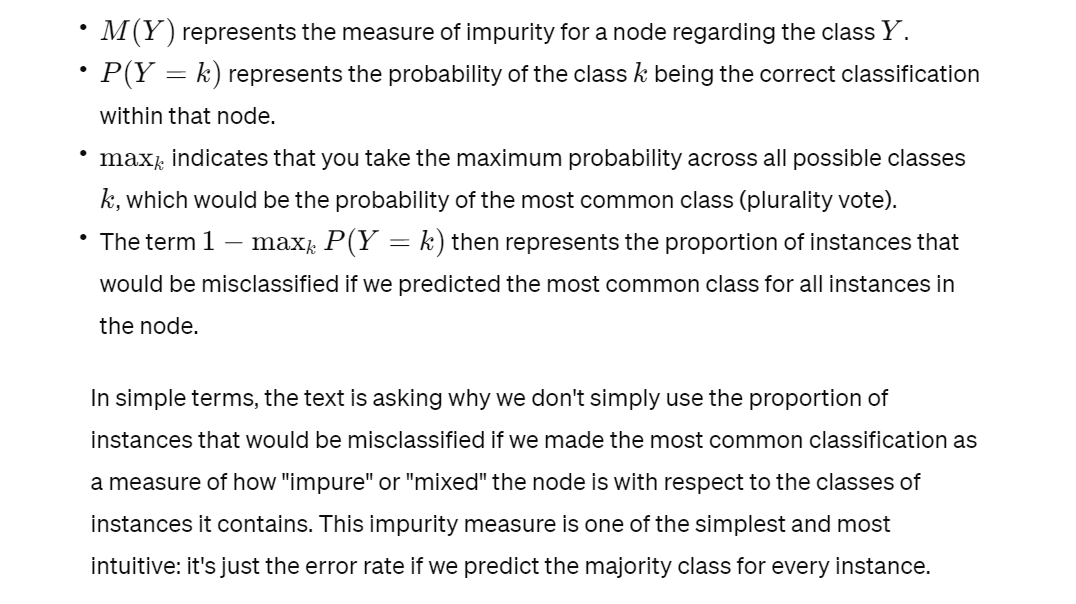 • M(Y) represents the measure of impurity for a node regarding the class Y.
• P(Y = k) represents the probability of the class k being the correct classification
within that node.
• maxₖ indicates that you take the maximum probability across all possible classes
k, which would be the probability of the most common class (plurality vote).
• The term 1 − maxₖ P(Y = k) then represents the proportion of instances that
would be misclassified if we predicted the most common class for all instances in
the node.
In simple terms, the text is asking why we don't simply use the proportion of
instances that would be misclassified if we made the most common classification as
a measure of how "impure" or "mixed" the node is with respect to the classes of
instances it contains. This impurity measure is one of the simplest and most
intuitive: it's just the error rate if we predict the majority class for every instance.